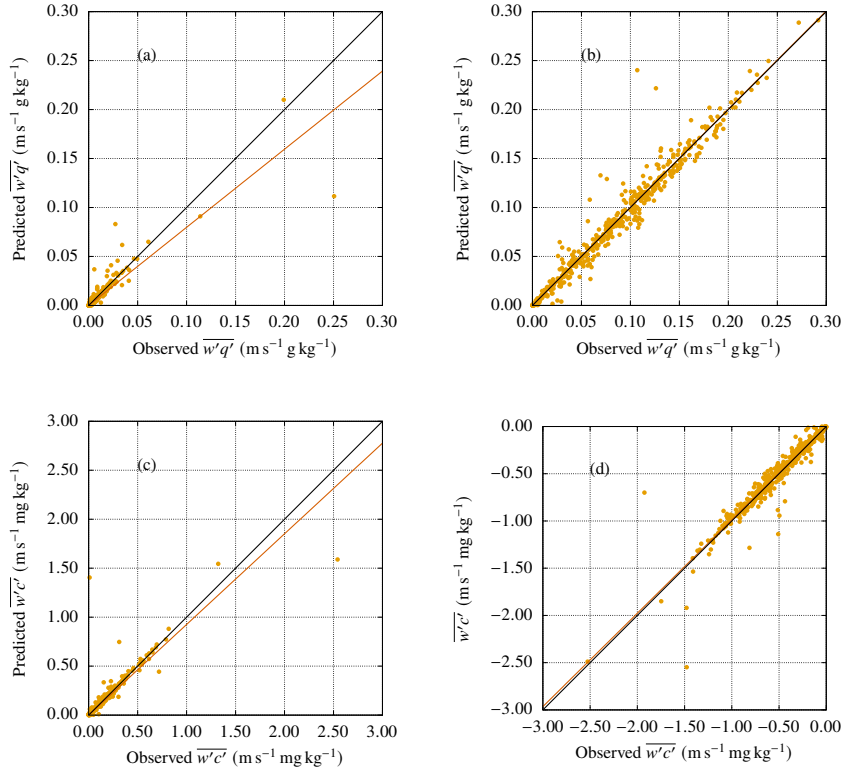 0.30
0.25
0.20
0.15
0.10
0.05
0.00
0.00 0.05 0.10 0.15 0.20 0.25 0.30
Predicted w′q′ (m s⁻¹ g kg⁻¹)
Observed w′q′ (m s⁻¹ g kg⁻¹)
(a)
0.30
0.25
0.20
0.15
0.10
0.05
0.00
0.00 0.05 0.10 0.15 0.20 0.25 0.30
Predicted w′q′ (m s⁻¹ g kg⁻¹)
Observed w′q′ (m s⁻¹ g kg⁻¹)
(b)
3.00
2.50
2.00
1.50
1.00
0.50
0.00
0.00 0.50 1.00 1.50 2.00 2.50 3.00
Predicted w′c′ (m s⁻¹ mg kg⁻¹)
Observed w′c′ (m s⁻¹ mg kg⁻¹)
(c)
0.00
−0.50
−1.00
−1.50
−2.00
−2.50
−3.00
−3.00 −2.50 −2.00 −1.50 −1.00 −0.50 0.00
w′c′ (m s⁻¹ mg kg⁻¹)
Observed w′c′ (m s⁻¹ mg kg⁻¹)
(d)